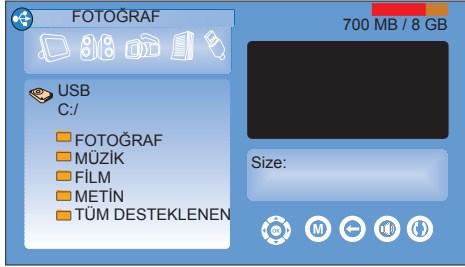 FOTOĞRAF
700 MB / 8 GB
USB
C:/
FOTOĞRAF
MÜZİK
FİLM
METİN
TÜM DESTEKLENEN
Size:
OK
M